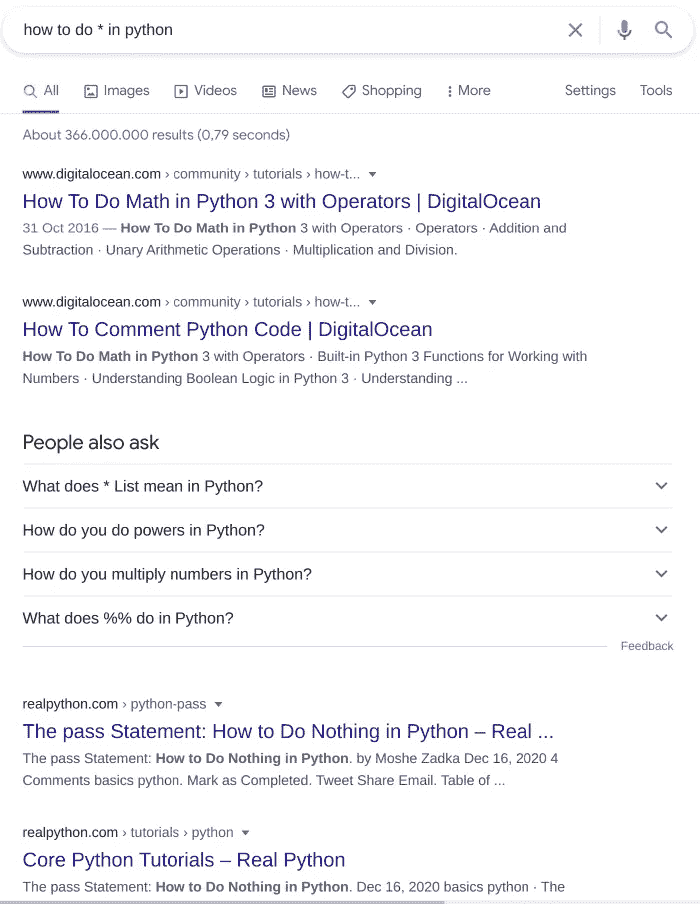 how to do * in python
All Images Videos News Shopping More Settings Tools
About 366.000.000 results (0,79 seconds)
www.digitalocean.com › community › tutorials › how-t...
How To Do Math in Python 3 with Operators | DigitalOcean
31 Oct 2016 — How To Do Math in Python 3 with Operators · Operators · Addition and
Subtraction · Unary Arithmetic Operations · Multiplication and Division.
www.digitalocean.com › community › tutorials › how-t...
How To Comment Python Code | DigitalOcean
How To Do Math in Python 3 with Operators · Built-in Python 3 Functions for Working with
Numbers · Understanding Boolean Logic in Python 3 · Understanding ...
People also ask
What does * List mean in Python?
How do you do powers in Python?
How do you multiply numbers in Python?
What does %% do in Python?
Feedback
realpython.com › python-pass
The pass Statement: How to Do Nothing in Python – Real ...
The pass Statement: How to Do Nothing in Python. by Moshe Zadka Dec 16, 2020 4
Comments basics python. Mark as Completed. Tweet Share Email. Table of ...
realpython.com › tutorials › python
Core Python Tutorials – Real Python
The pass Statement: How to Do Nothing in Python. Dec 16, 2020 basics python · The